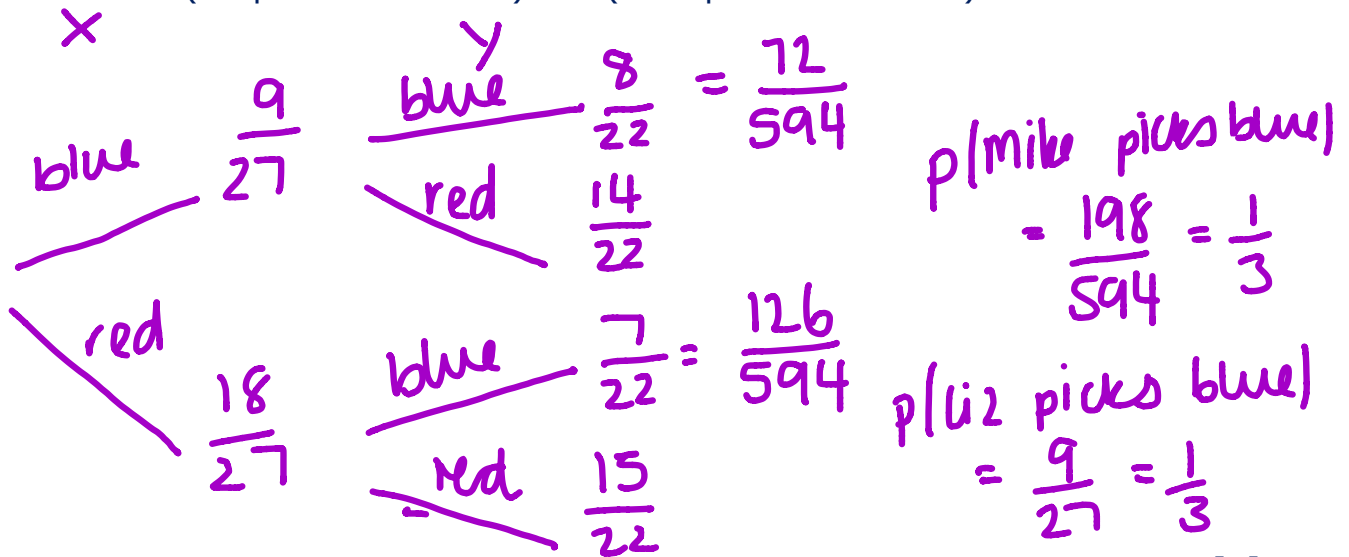 X
y
blue 9/27
blue 8/22 = 72/594
red 14/22
red 18/27
blue 7/22 = 126/594
red 15/22
p(mike picks blue)
= 198/594 = 1/3
p(liz picks blue)
= 9/27 = 1/3